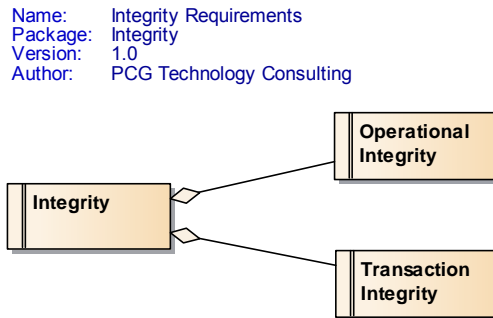 Name: Integrity Requirements
Package: Integrity
Version: 1.0
Author: PCG Technology Consulting
Operational
Integrity
Integrity
Transaction
Integrity